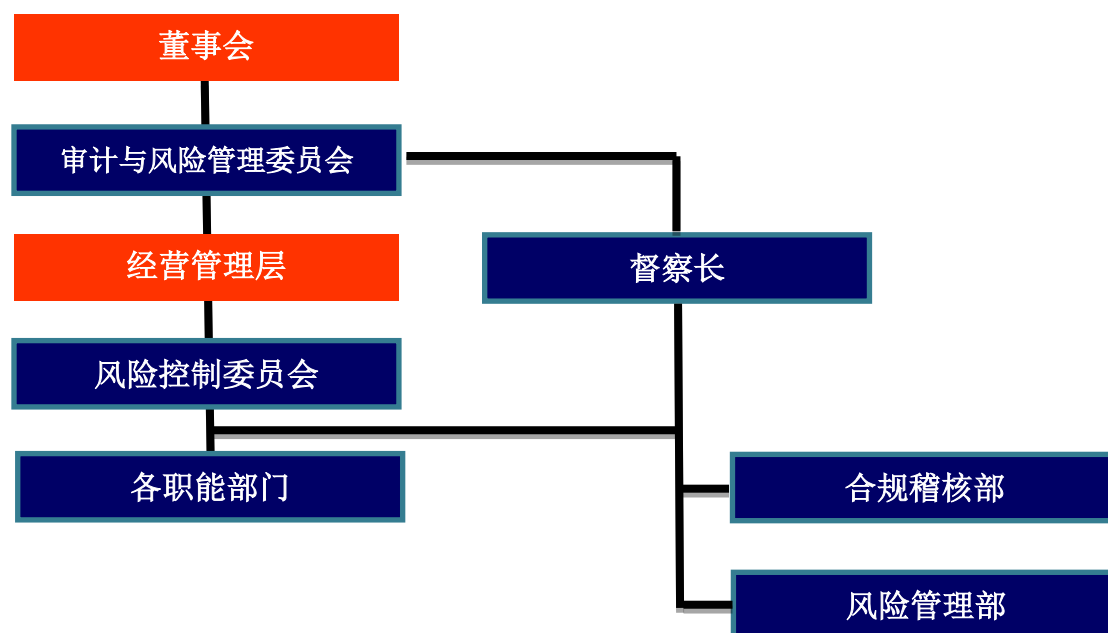 董事会
审计与风险管理委员会
经营管理层
督察长
风险控制委员会
各职能部门
合规稽核部
风险管理部